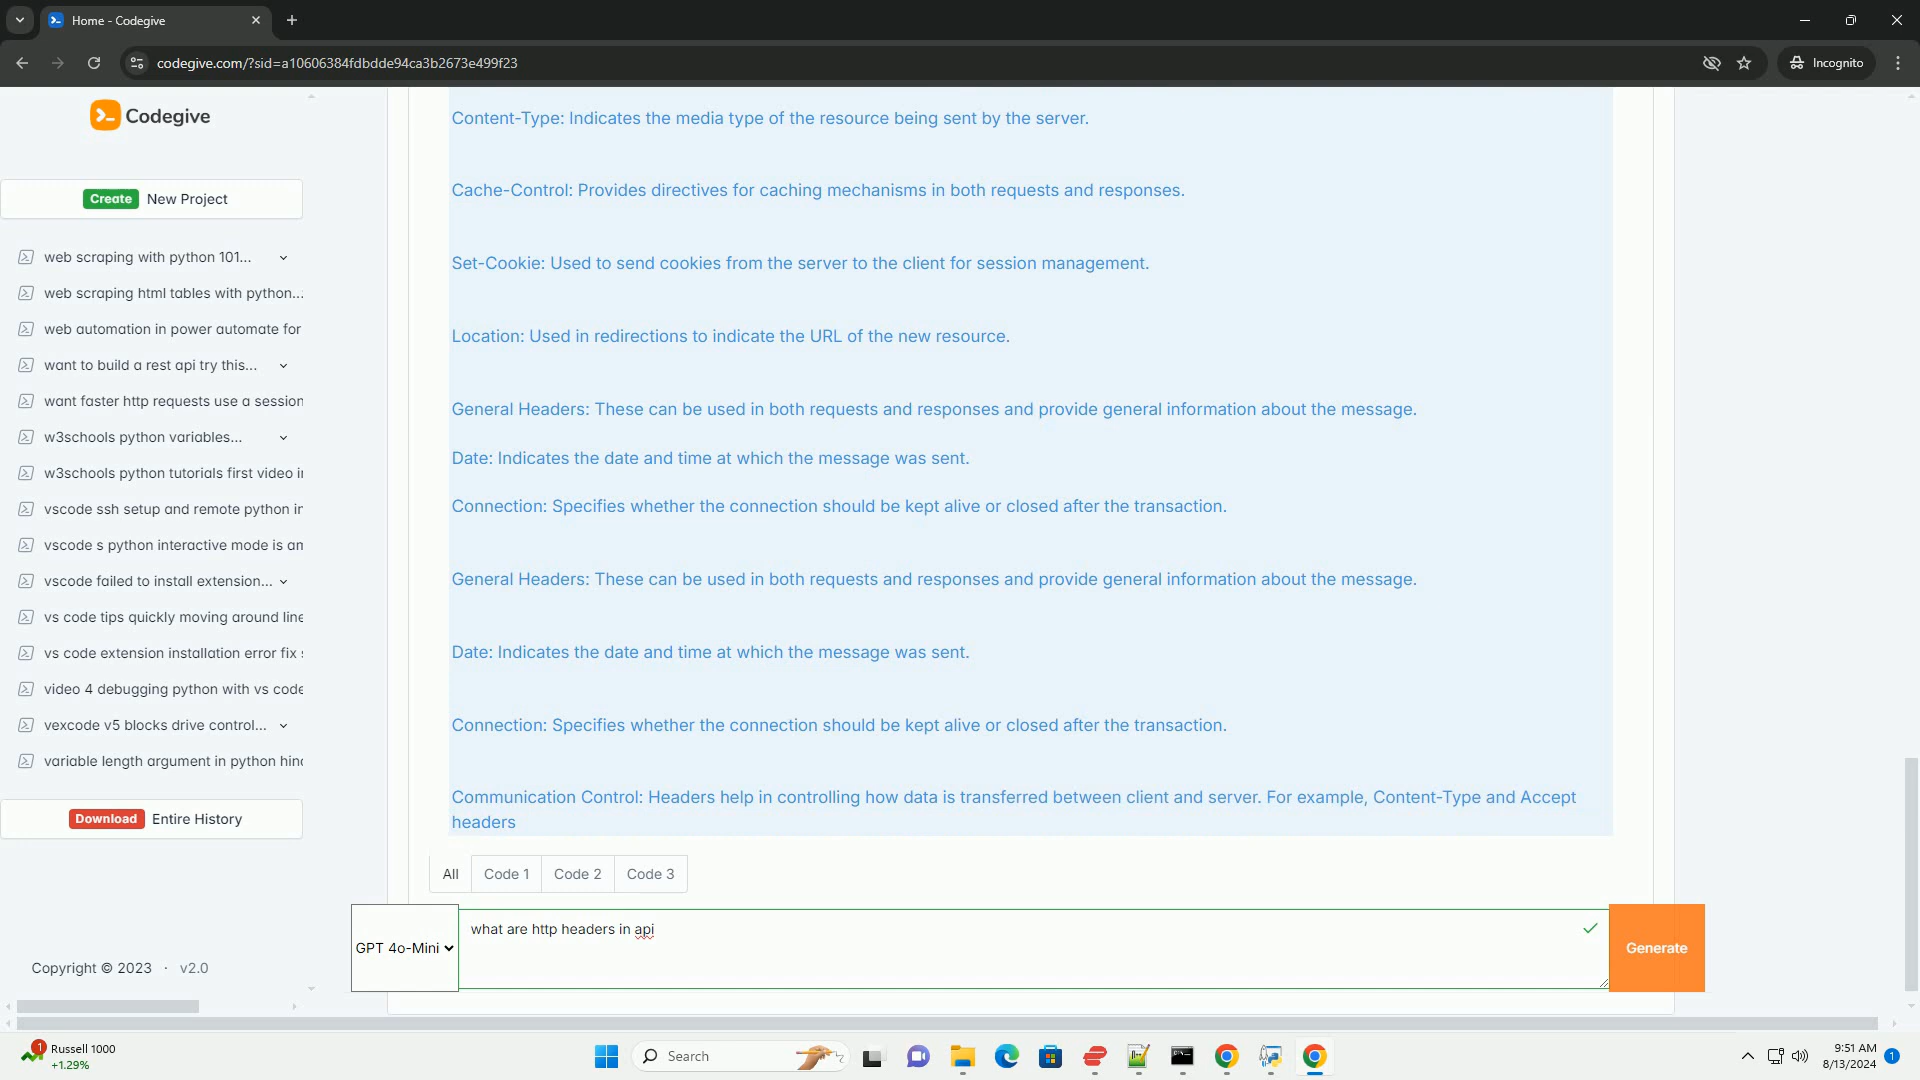 Home - Codegive
codegive.com/?sid=a10606384fdbdde94ca3b2673e499f23
Incognito
Codegive
Create New Project
web scraping with python 101...
web scraping html tables with python...
web automation in power automate for
want to build a rest api try this...
want faster http requests use a session
w3schools python variables...
w3schools python tutorials first video
vscode ssh setup and remote python
vscode s python interactive mode is
vscode failed to install extension...
vs code tips quickly moving around
vs code extension installation error fix
video 4 debugging python with vs code
vexcode v5 blocks drive control...
variable length argument in python
Download Entire History
Copyright © 2023 · v2.0
Content-Type: Indicates the media type of the resource being sent by the server.
Cache-Control: Provides directives for caching mechanisms in both requests and responses.
Set-Cookie: Used to send cookies from the server to the client for session management.
Location: Used in redirections to indicate the URL of the new resource.
General Headers: These can be used in both requests and responses and provide general information about the message.
Date: Indicates the date and time at which the message was sent.
Connection: Specifies whether the connection should be kept alive or closed after the transaction.
General Headers: These can be used in both requests and responses and provide general information about the message.
Date: Indicates the date and time at which the message was sent.
Connection: Specifies whether the connection should be kept alive or closed after the transaction.
Communication Control: Headers help in controlling how data is transferred between client and server. For example, Content-Type and Accept
headers
All Code 1 Code 2 Code 3
GPT 4o-Mini
what are http headers in api
Generate
1
Russell 1000
+1.29%
Search
9:51 AM
8/13/2024
1